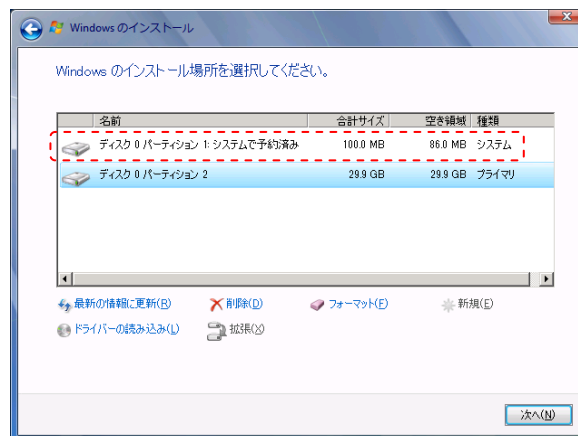 Windows のインストール
Windows のインストール場所を選択してください。
名前 合計サイズ 空き領域 種類
ディスク 0 パーティション 1: システムで予約済み 100.0 MB 86.0 MB システム
ディスク 0 パーティション 2 29.9 GB 29.9 GB プライマリ
最新の情報に更新(R) 削除(D) フォーマット(F) 新規(E)
ドライバーの読み込み(L) 拡張(X)
次へ(N)